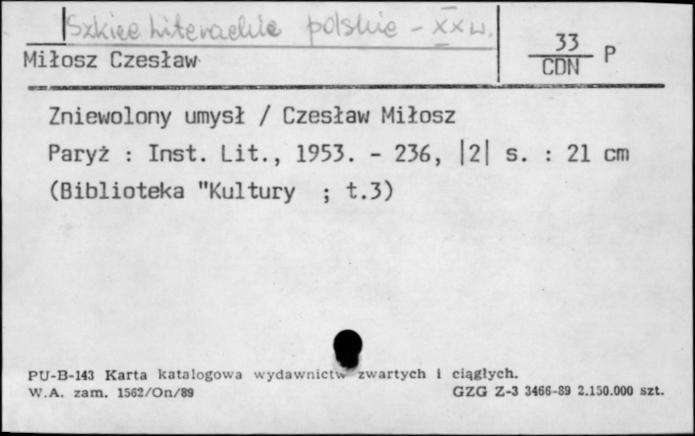 Szkice literackie polskie - XX w.
Miłosz Czesław
33
CDN P
Zniewolony umysł / Czesław Miłosz
Paryż : Inst. Lit., 1953. - 236, |2| s. : 21 cm
(Biblioteka "Kultury ; t.3)
PU-B-143 Karta katalogowa wydawnictw zwartych i ciągłych.
W.A. zam. 1562/On/89 GZG Z-3 3466-89 2.150.000 szt.